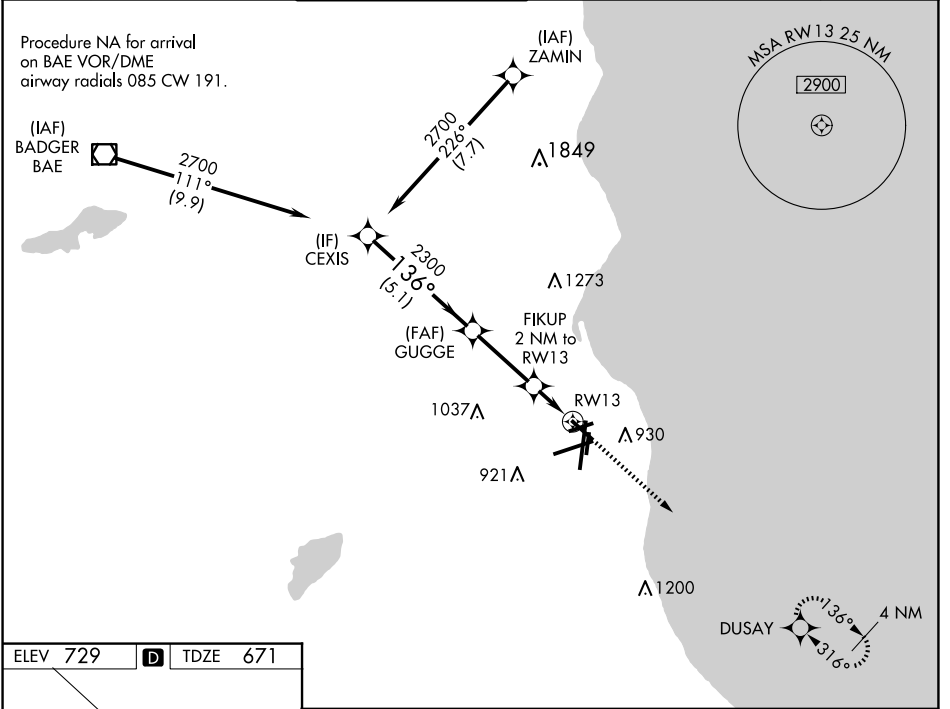 Procedure NA for arrival
on BAE VOR/DME
airway radials 085 CW 191.
(IAF)
ZAMIN
MSA RW13 25 NM
2900
(IAF)
BADGER
BAE
2700
111°
(9.9)
2700
226°
(7.7)
1849
(IF)
CEXIS
2300
136°
(5.1)
1273
(FAF)
GUGGE
FIKUP
2 NM to
RW13
1037
RW13
930
921
1200
DUSAY
136°
316°
4 NM
ELEV 729 D TDZE 671